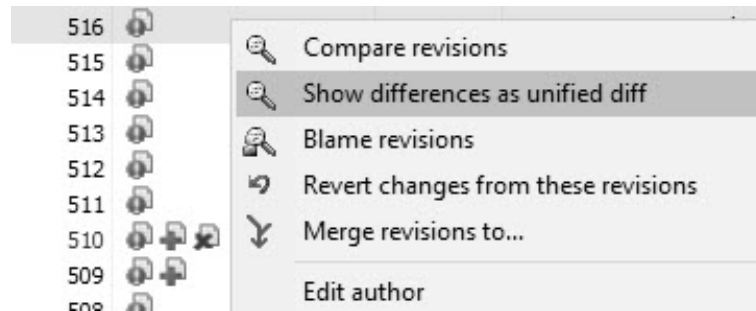 516
Compare revisions
515
514
Show differences as unified diff
513
Blame revisions
512
Revert changes from these revisions
511
510
Merge revisions to...
509
Edit author
508